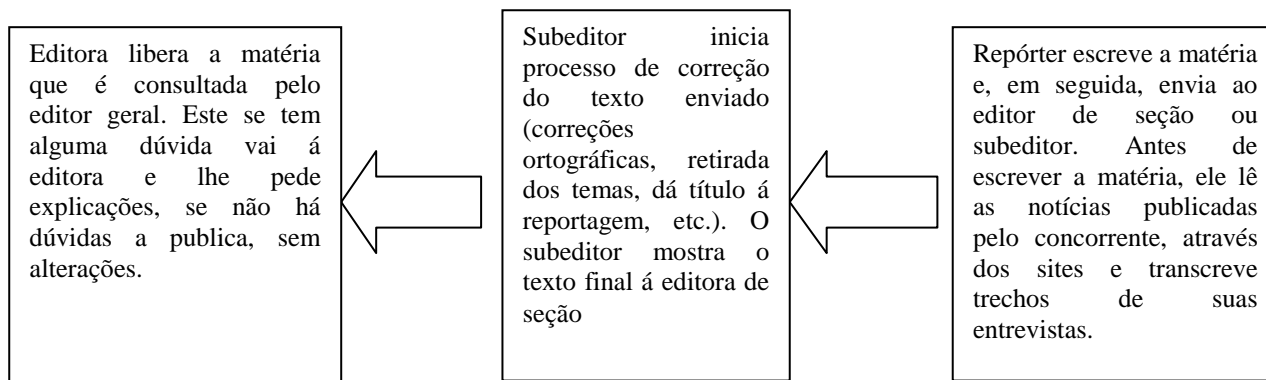 Editora libera a matéria
que é consultada pelo
editor geral. Este se tem
alguma dúvida vai á
editora e lhe pede
explicações, se não há
dúvidas a publica, sem
alterações.
Subeditor inicia
processo de correção
do texto enviado
(correções
ortográficas, retirada
dos temas, dá título á
reportagem, etc.). O
subeditor mostra o
texto final á editora de
seção
Repórter escreve a matéria
e, em seguida, envia ao
editor de seção ou
subeditor. Antes de
escrever a matéria, ele lê
as notícias publicadas
pelo concorrente, através
dos sites e transcreve
trechos de suas
entrevistas.